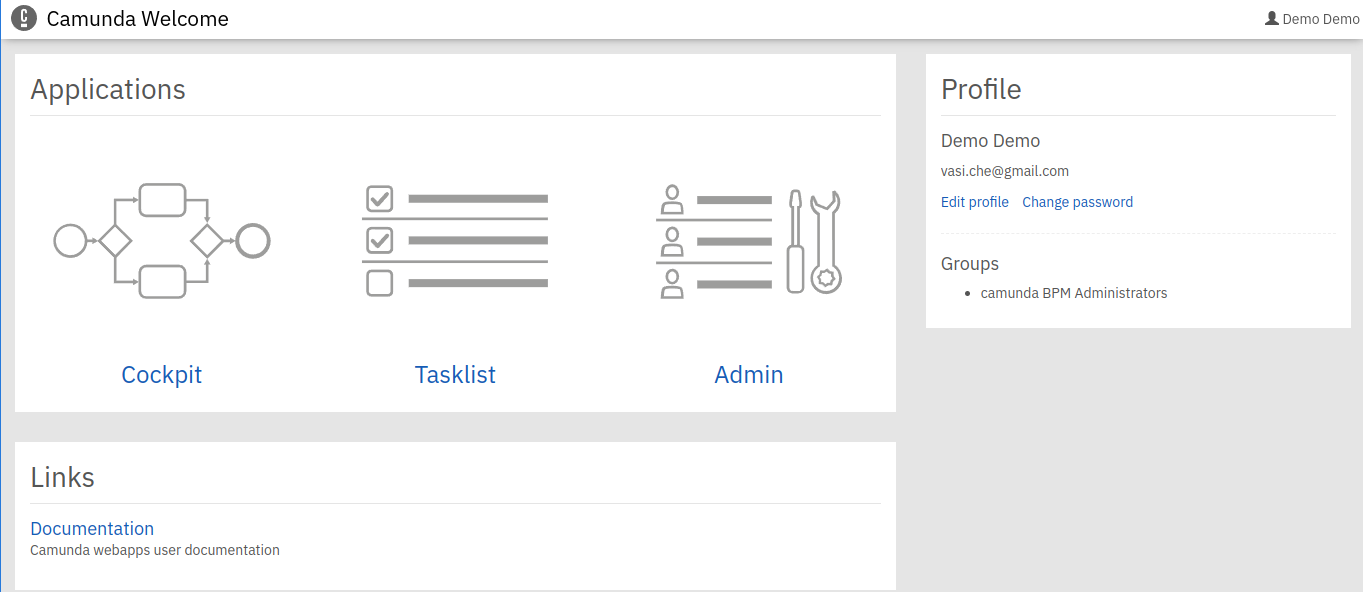 Camunda Welcome
Demo Demo
Applications
Cockpit
Tasklist
Admin
Links
Documentation
Camunda webapps user documentation
Profile
Demo Demo
vasi.che@gmail.com
Edit profile Change password
Groups
camunda BPM Administrators